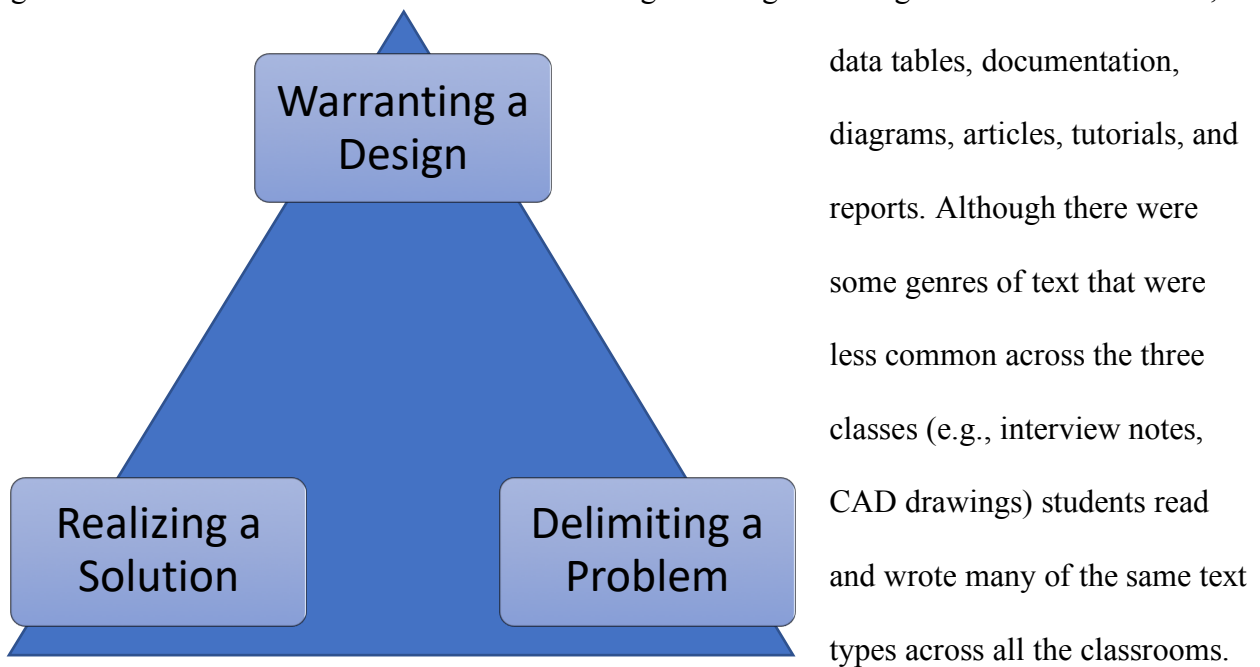 Warranting a
Design
Realizing a
Solution
Delimiting a
Problem
data tables, documentation,
diagrams, articles, tutorials, and
reports. Although there were
some genres of text that were
less common across the three
classes (e.g., interview notes,
CAD drawings) students read
and wrote many of the same text
types across all the classrooms.